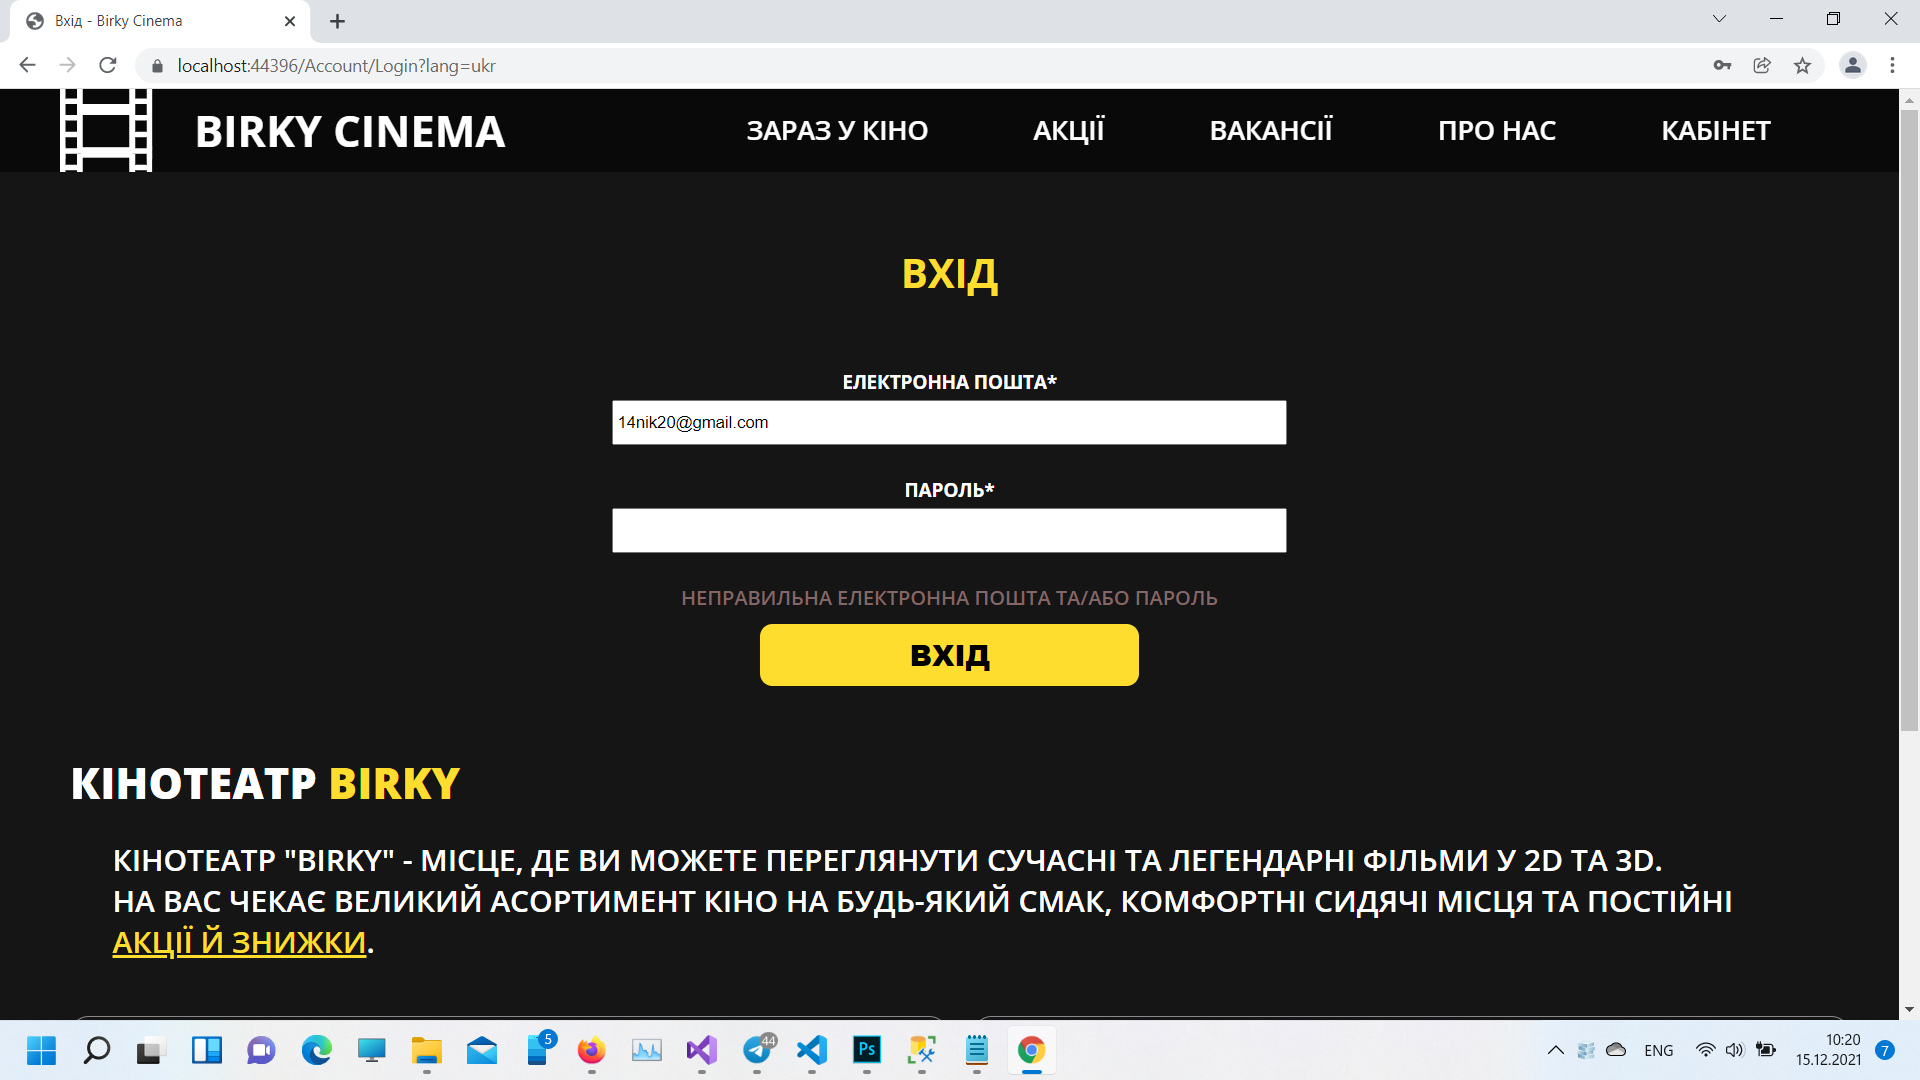 Вхід - Birky Cinema
localhost:44396/Account/Login?lang=ukr
BIRKY CINEMA
ЗАРАЗ У КІНО
АКЦІЇ
ВАКАНСІЇ
ПРО НАС
КАБІНЕТ
ВХІД
ЕЛЕКТРОННА ПОШТА*
14nik20@gmail.com
ПАРОЛЬ*
НЕПРАВИЛЬНА ЕЛЕКТРОННА ПОШТА ТА/АБО ПАРОЛЬ
ВХІД
КІНОТЕАТР BIRKY
КІНОТЕАТР "BIRKY" - МІСЦЕ, ДЕ ВИ МОЖЕТЕ ПЕРЕГЛЯНУТИ СУЧАСНІ ТА ЛЕГЕНДАРНІ ФІЛЬМИ У 2D ТА 3D.
НА ВАС ЧЕКАЄ ВЕЛИКИЙ АСОРТИМЕНТ КІНО НА БУДЬ-ЯКИЙ СМАК, КОМФОРТНІ СИДЯЧІ МІСЦЯ ТА ПОСТІЙНІ
АКЦІЇ Й ЗНИЖКИ.
5
44
Ps
ENG
10:20
15.12.2021
7